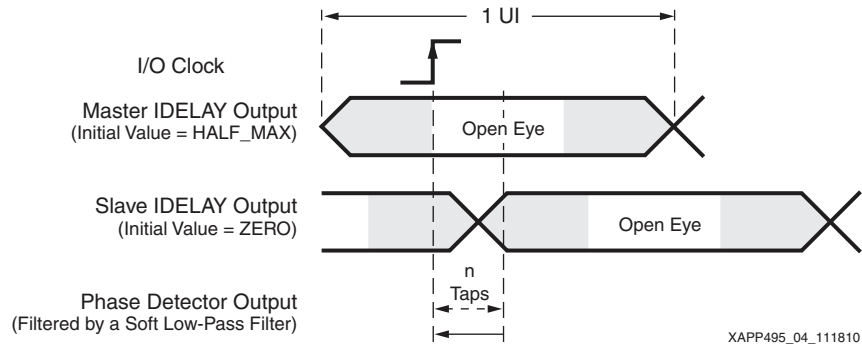 1 UI
I/O Clock
Master IDELAY Output
(Initial Value = HALF_MAX)
Open Eye
Slave IDELAY Output
(Initial Value = ZERO)
Open Eye
n
Taps
Phase Detector Output
(Filtered by a Soft Low-Pass Filter)
XAPP495_04_111810